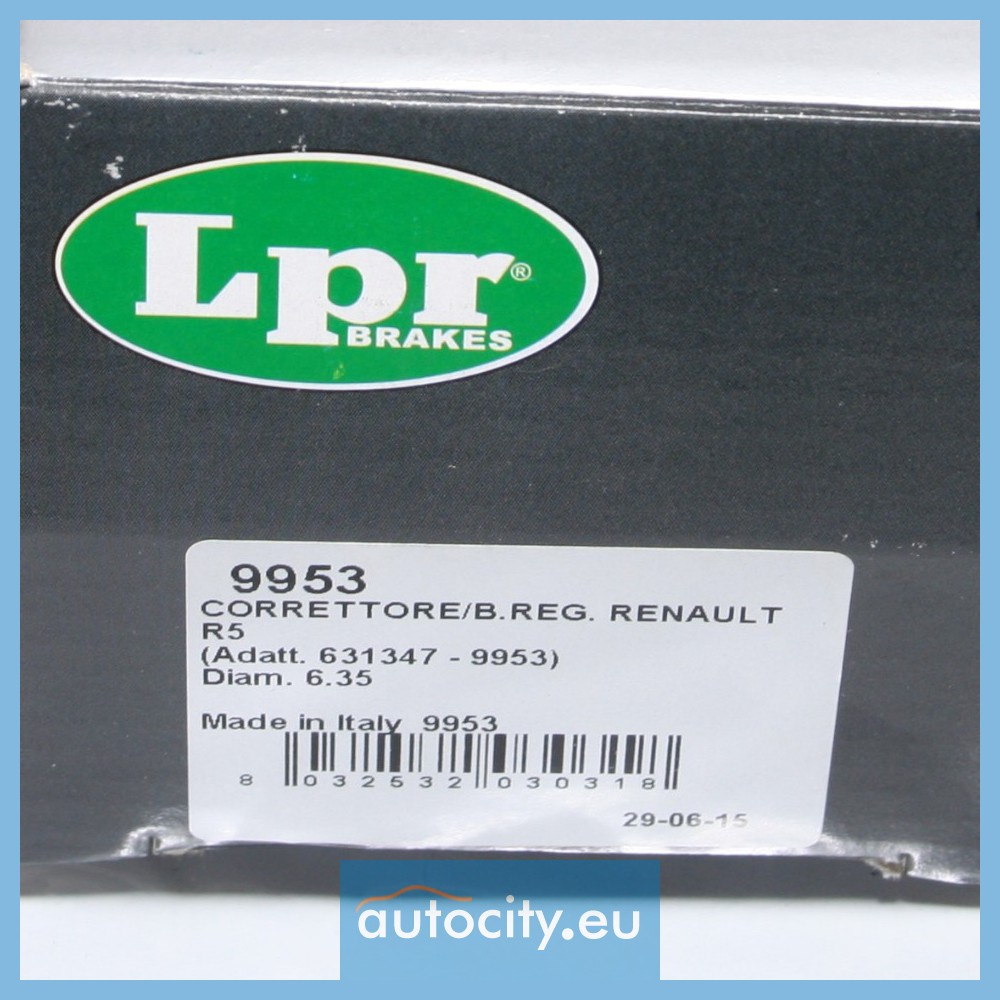 Lpr®
BRAKES
9953
CORRETTORE/B.REG. RENAULT
R5
(Adatt. 631347 - 9953)
Diam. 6.35
Made in Italy 9953
8 032532 030318
29-06-15
autocity.eu